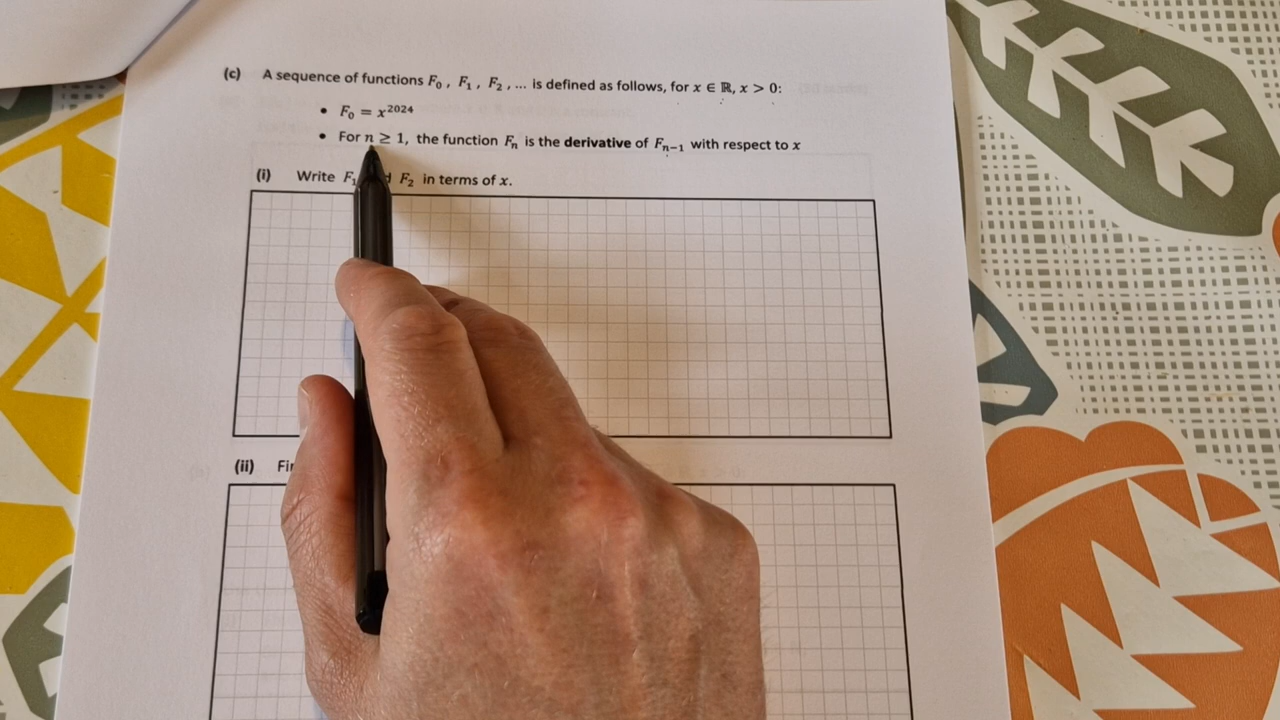 (c) A sequence of functions F₀, F₁, F₂, ... is defined as follows, for x ∈ ℝ, x > 0:
• F₀ = x²⁰²⁴
• For n ≥ 1, the function Fₙ is the derivative of Fₙ₋₁ with respect to x
(i) Write F₁ F₂ in terms of x.
(ii)